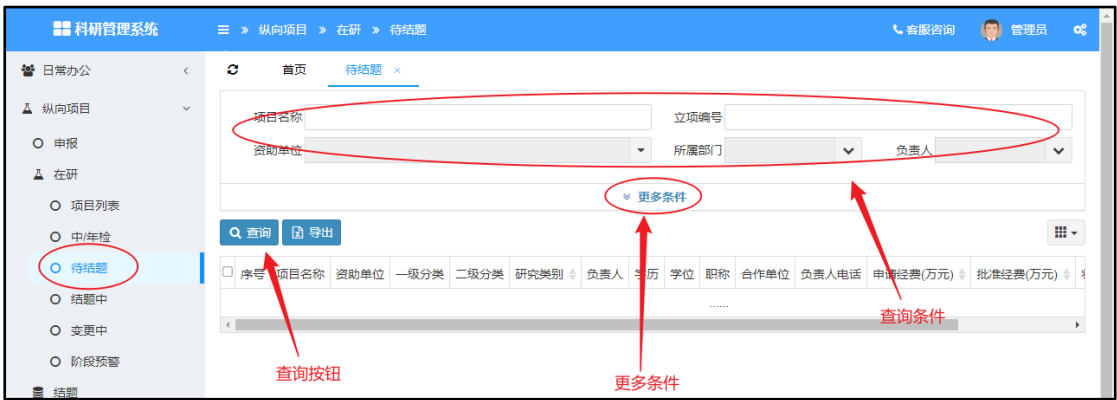 科研管理系统
纵向项目 » 在研 » 待结题
客服咨询
管理员
日常办公
纵向项目
申报
在研
项目列表
中/年检
待结题
结题中
变更中
阶段预警
结题
首页
待结题 ×
项目名称
立项编号
资助单位
所属部门
负责人
更多条件
查询
导出
序号 项目名称 资助单位 一级分类 二级分类 研究类别 负责人 学历 学位 职称 合作单位 负责人电话 申请经费(万元) 批准经费(万元)
......
查询条件
查询按钮
更多条件